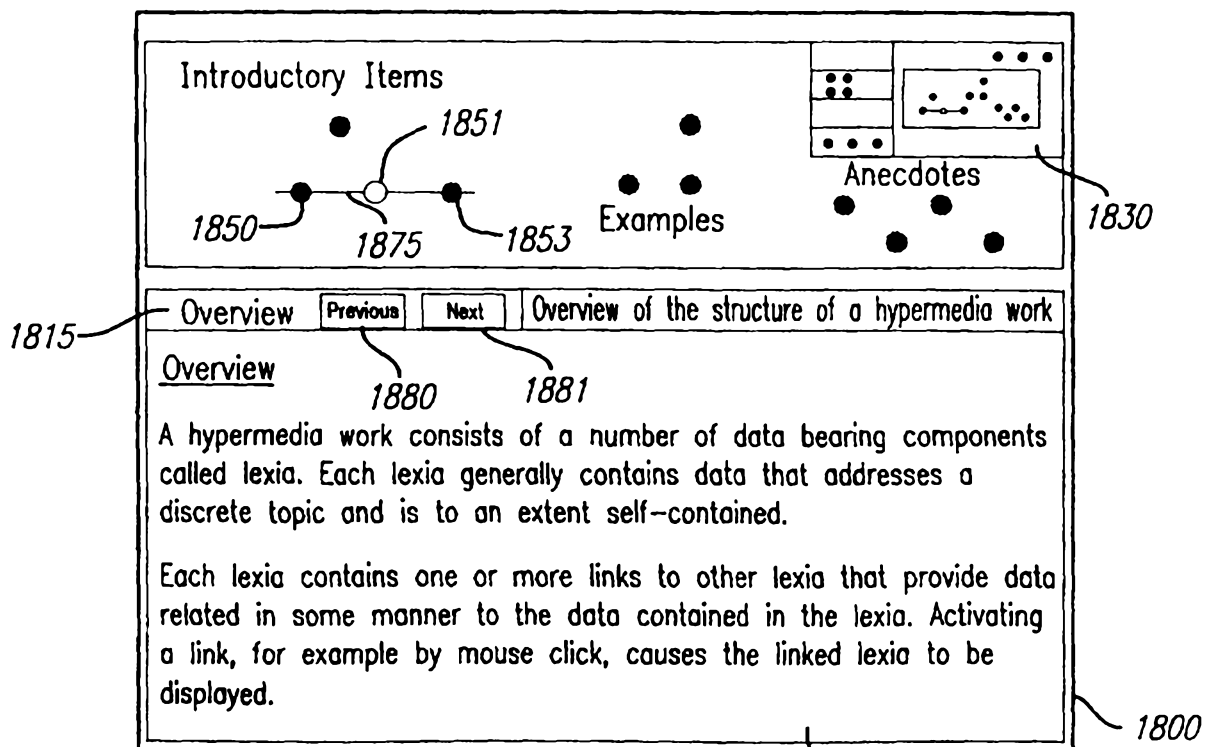 Introductory Items
1851
Anecdotes
1830
1850
1875
1853
Examples
1815
Overview Previous Next Overview of the structure of a hypermedia work
Overview
1880
1881
A hypermedia work consists of a number of data bearing components
called lexia. Each lexia generally contains data that addresses a
discrete topic and is to an extent self-contained.
Each lexia contains one or more links to other lexia that provide data
related in some manner to the data contained in the lexia. Activating
a link, for example by mouse click, causes the linked lexia to be
displayed.
1800